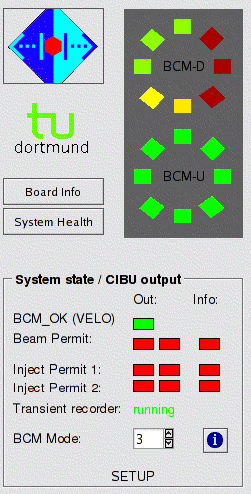 BCM-D
tu
dortmund
BCM-U
Board Info
System Health
System state / CIBU output
Out: Info:
BCM_OK (VELO)
Beam Permit:
Inject Permit 1:
Inject Permit 2:
Transient recorder: running
BCM Mode: 3 i
SETUP